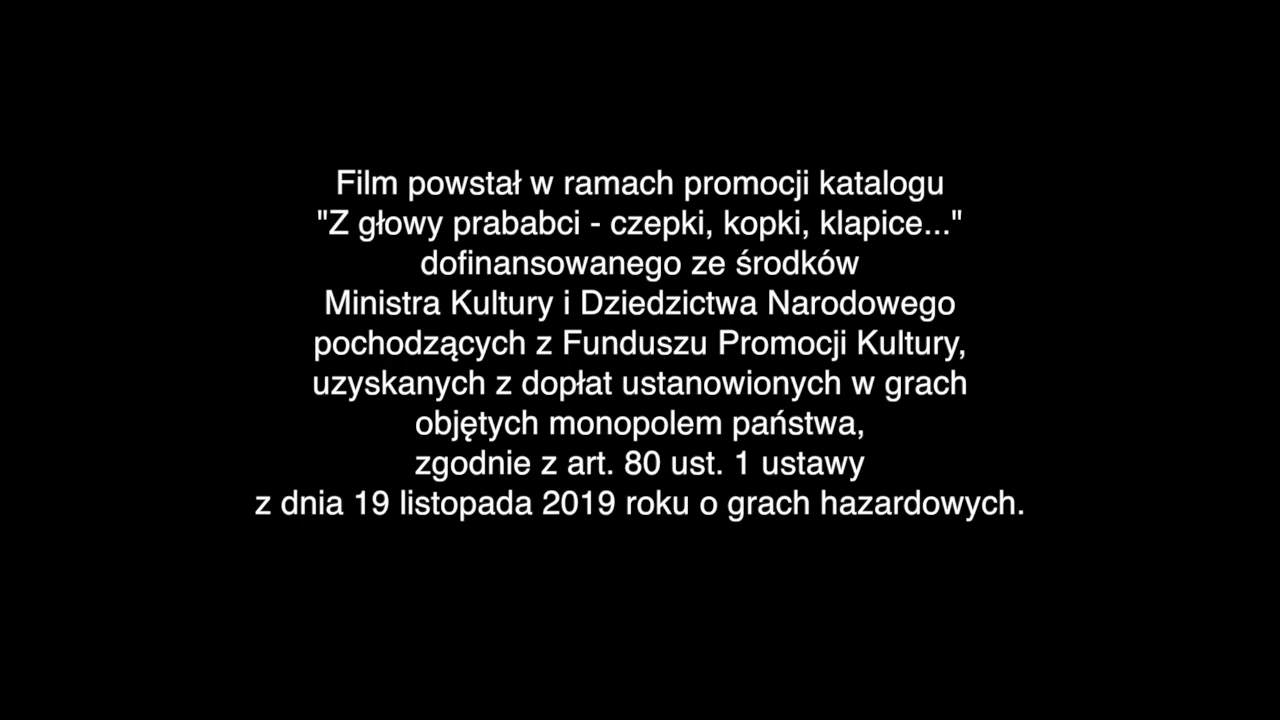 Film powstał w ramach promocji katalogu
"Z głowy prababci - czepki, kopki, klapice..."
dofinansowanego ze środków
Ministra Kultury i Dziedzictwa Narodowego
pochodzących z Funduszu Promocji Kultury,
uzyskanych z dopłat ustanowionych w grach
objętych monopolem państwa,
zgodnie z art. 80 ust. 1 ustawy
z dnia 19 listopada 2019 roku o grach hazardowych.